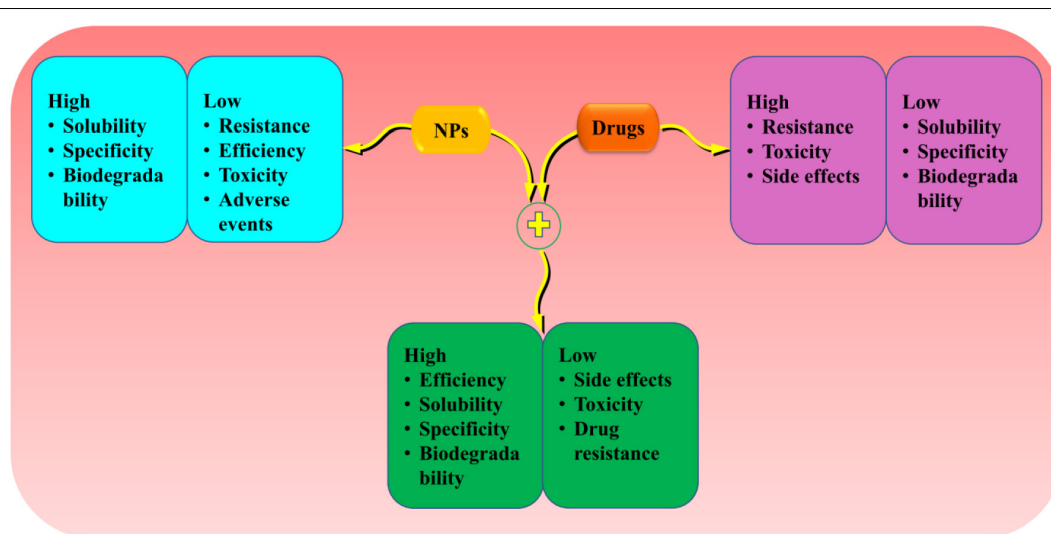 High
• Solubility
• Specificity
• Biodegrada
bility
Low
• Resistance
• Efficiency
• Toxicity
• Adverse
events
NPs
Drugs
High
• Resistance
• Toxicity
• Side effects
Low
• Solubility
• Specificity
• Biodegrada
bility
High
• Efficiency
• Solubility
• Specificity
• Biodegrada
bility
Low
• Side effects
• Toxicity
• Drug
resistance